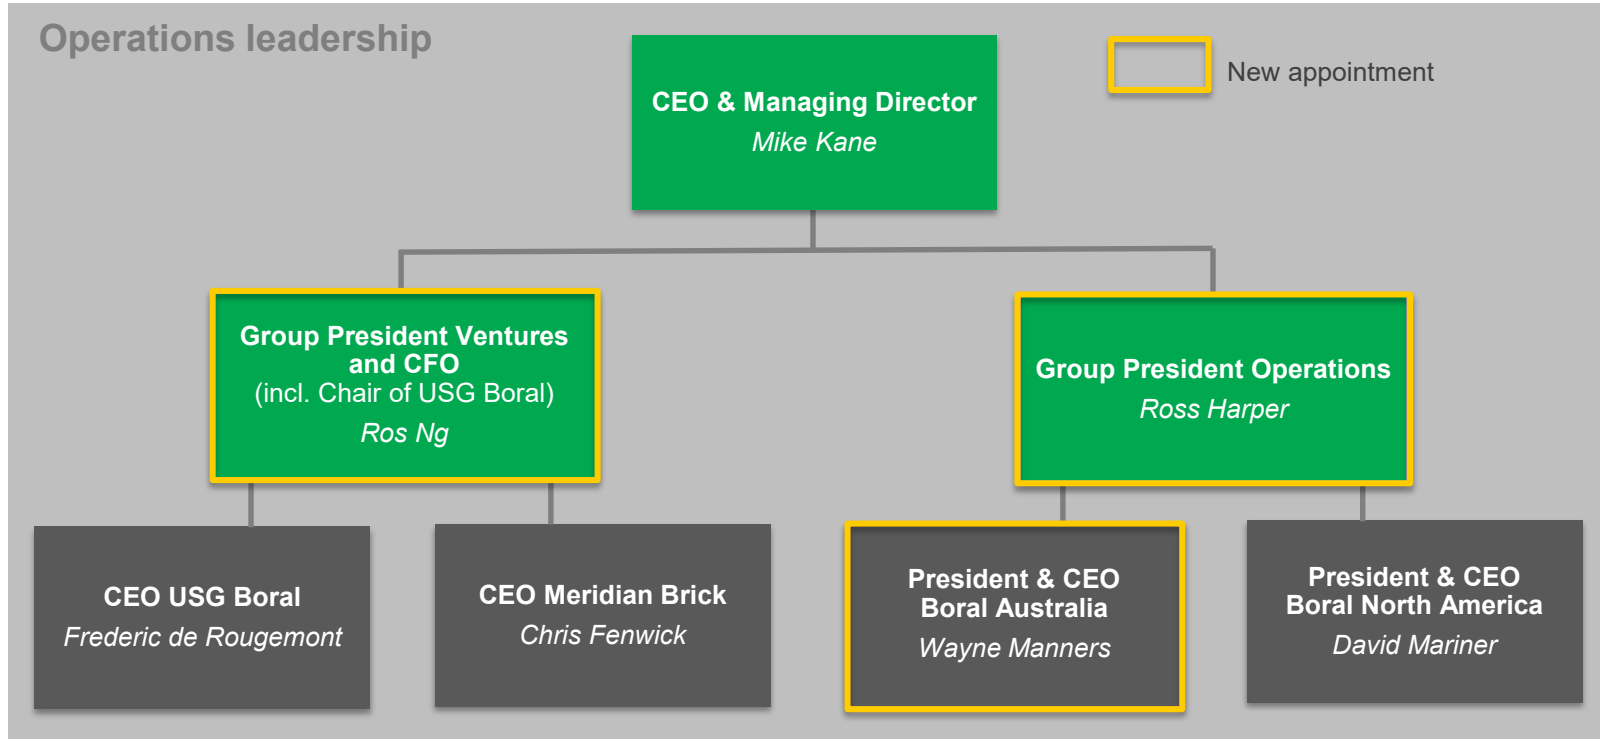 Operations leadership
New appointment
CEO & Managing Director
Mike Kane
Group President Ventures
and CFO
(incl. Chair of USG Boral)
Ros Ng
Group President Operations
Ross Harper
CEO USG Boral
Frederic de Rougemont
CEO Meridian Brick
Chris Fenwick
President & CEO
Boral Australia
Wayne Manners
President & CEO
Boral North America
David Mariner